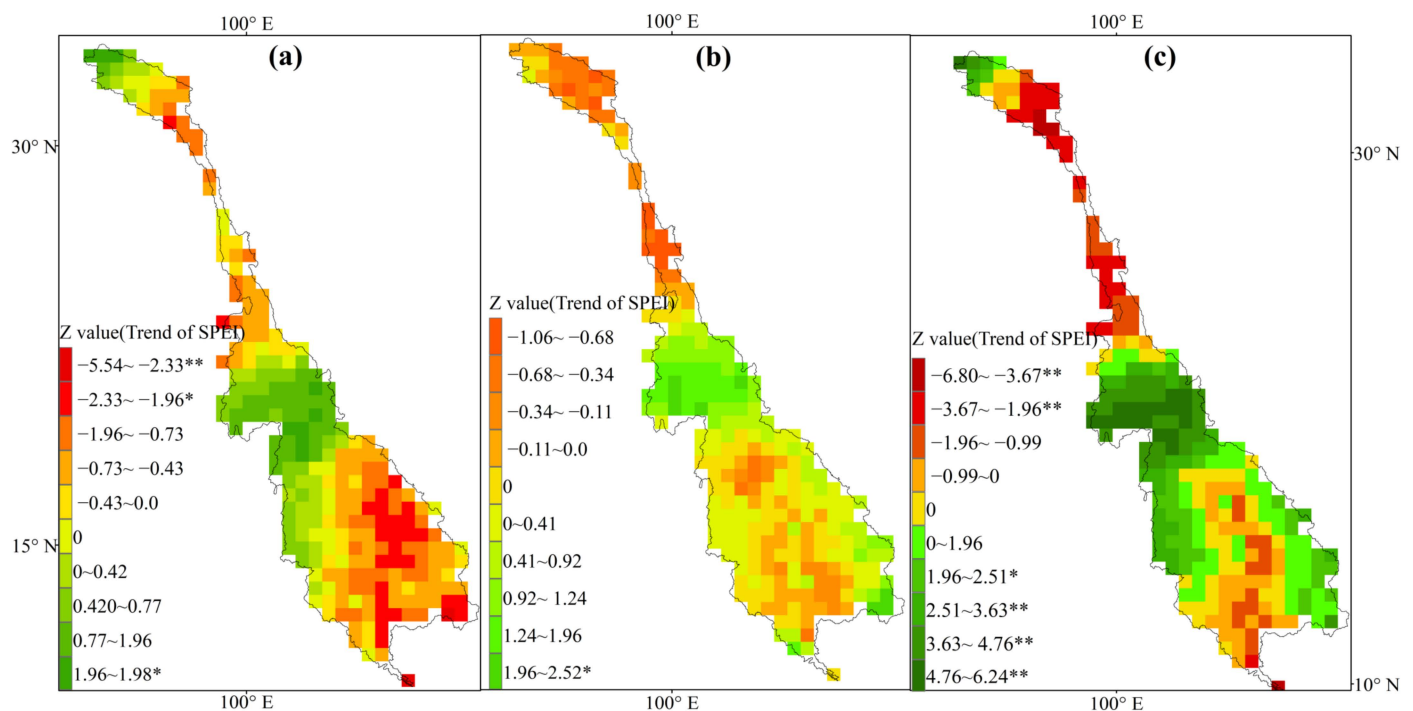 100° E
100° E
100° E
(a)
(b)
(c)
30° N
30° N
Z value(Trend of SPEI)
−5.54~ −2.33**
−2.33~ −1.96*
−1.96~ −0.73
−0.73~ −0.43
−0.43~0.0
0
0~0.42
0.420~0.77
0.77~1.96
1.96~1.98*
Z value(Trend of SPEI)
−1.06~ −0.68
−0.68~ −0.34
−0.34~ −0.11
−0.11~0.0
0
0~0.41
0.41~0.92
0.92~ 1.24
1.24~1.96
1.96~2.52*
Z value(Trend of SPEI)
−6.80~ −3.67**
−3.67~ −1.96**
−1.96~ −0.99
−0.99~0
0
0~1.96
1.96~2.51*
2.51~3.63**
3.63~ 4.76**
4.76~6.24**
15° N
10° N
100° E
100° E
100° E